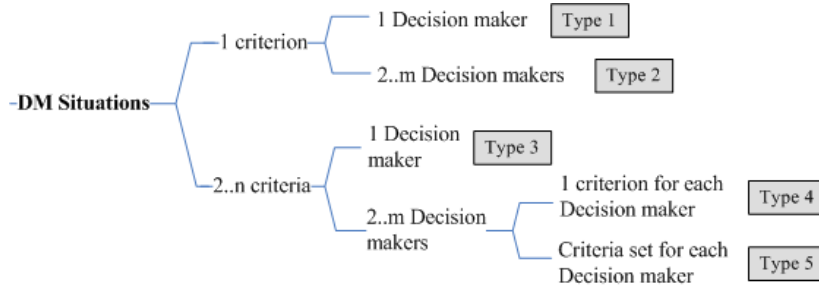 1 Decision maker Type 1
1 criterion
2..m Decision makers Type 2
DM Situations
1 Decision
maker
Type 3
2..n criteria
2..m Decision
makers
1 criterion for each
Decision maker
Type 4
Criteria set for each
Decision maker
Type 5